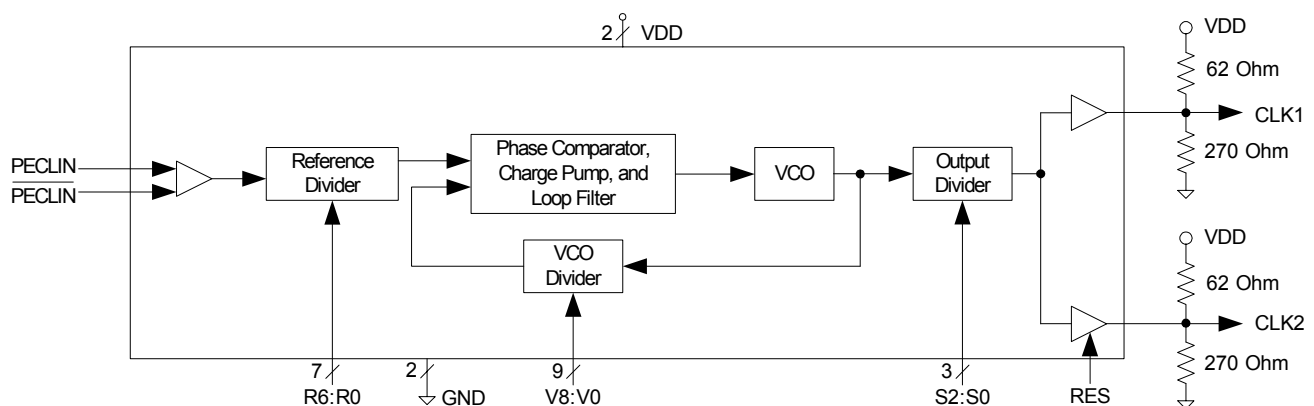 2 VDD
VDD
62 Ohm
CLK1
270 Ohm
PECLIN
PECLIN
Reference
Divider
Phase Comparator,
Charge Pump, and
Loop Filter
VCO
Output
Divider
VCO
Divider
VDD
62 Ohm
CLK2
270 Ohm
7
R6:R0
2
GND
9
V8:V0
3
S2:S0
RES